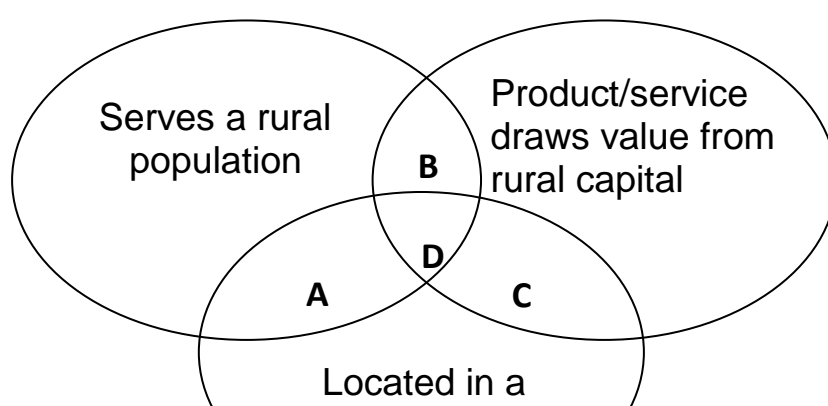 Serves a rural
population
Product/service
draws value from
rural capital
B
D
A
C
Located in a